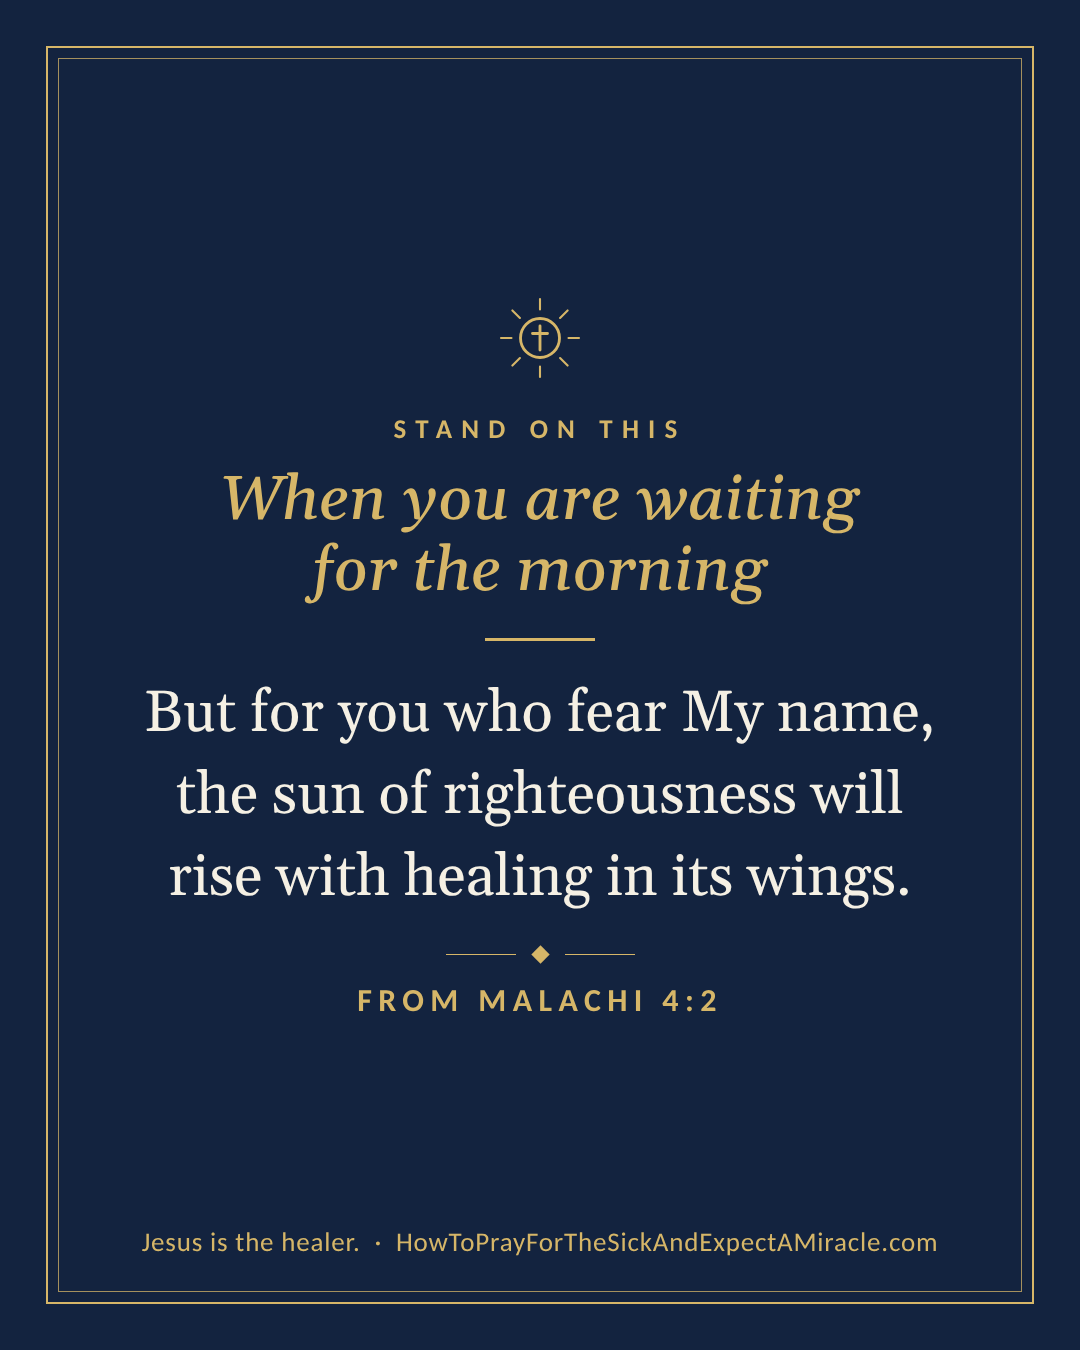 STAND ON THIS
When you are waiting
for the morning
But for you who fear My name,
the sun of righteousness will
rise with healing in its wings.
FROM MALACHI 4:2
Jesus is the healer. · HowToPrayForTheSickAndExpectAMiracle.com